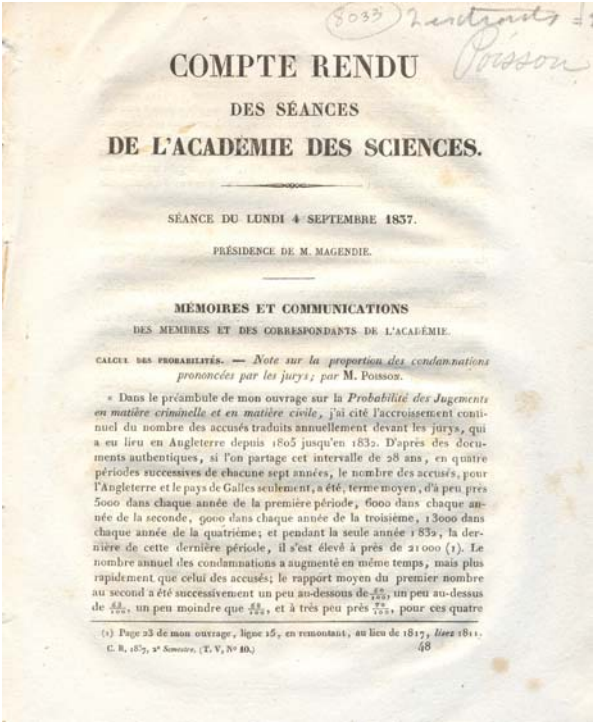 8033 2 extraits =
Poisson
COMPTE RENDU
DES SÉANCES
DE L'ACADÉMIE DES SCIENCES.
SÉANCE DU LUNDI 4 SEPTEMBRE 1837.
PRÉSIDENCE DE M. MAGENDIE.
MÉMOIRES ET COMMUNICATIONS
DES MEMBRES ET DES CORRESPONDANTS DE L'ACADÉMIE.
CALCUL DES PROBABILITÉS. — Note sur la proportion des condamnations
prononcées par les jurys; par M. POISSON.
« Dans le préambule de mon ouvrage sur la Probabilité des Jugements
en matière criminelle et en matière civile, j'ai cité l'accroissement conti-
nuel du nombre des accusés traduits annuellement devant les jurys, qui
a eu lieu en Angleterre depuis 1805 jusqu'en 1832. D'après des docu-
ments authentiques, si l'on partage cet intervalle de 28 ans, en quatre
périodes successives de chacune sept années, le nombre des accusés, pour
l'Angleterre et le pays de Galles seulement, a été, terme moyen, d'à peu près
5000 dans chaque année de la première période, 6000 dans chaque an-
née de la seconde, 9000 dans chaque année de la troisième, 13000 dans
chaque année de la quatrième; et pendant la seule année 1832, la der-
nière de cette dernière période, il s'est élevé à près de 21000 (1). Le
nombre annuel des condamnations a augmenté en même temps, mais plus
rapidement que celui des accusés; le rapport moyen du premier nombre
au second a été successivement un peu au-dessous de 60/100, un peu au-dessus
de 63/100, un peu moindre que 68/100, et à très peu près 70/100, pour ces quatre
(1) Page 23 de mon ouvrage, ligne 15, en remontant, au lieu de 1817, lisez 1811.
C. R. 1837, 2e Semestre. (T. V, No 10.) 48